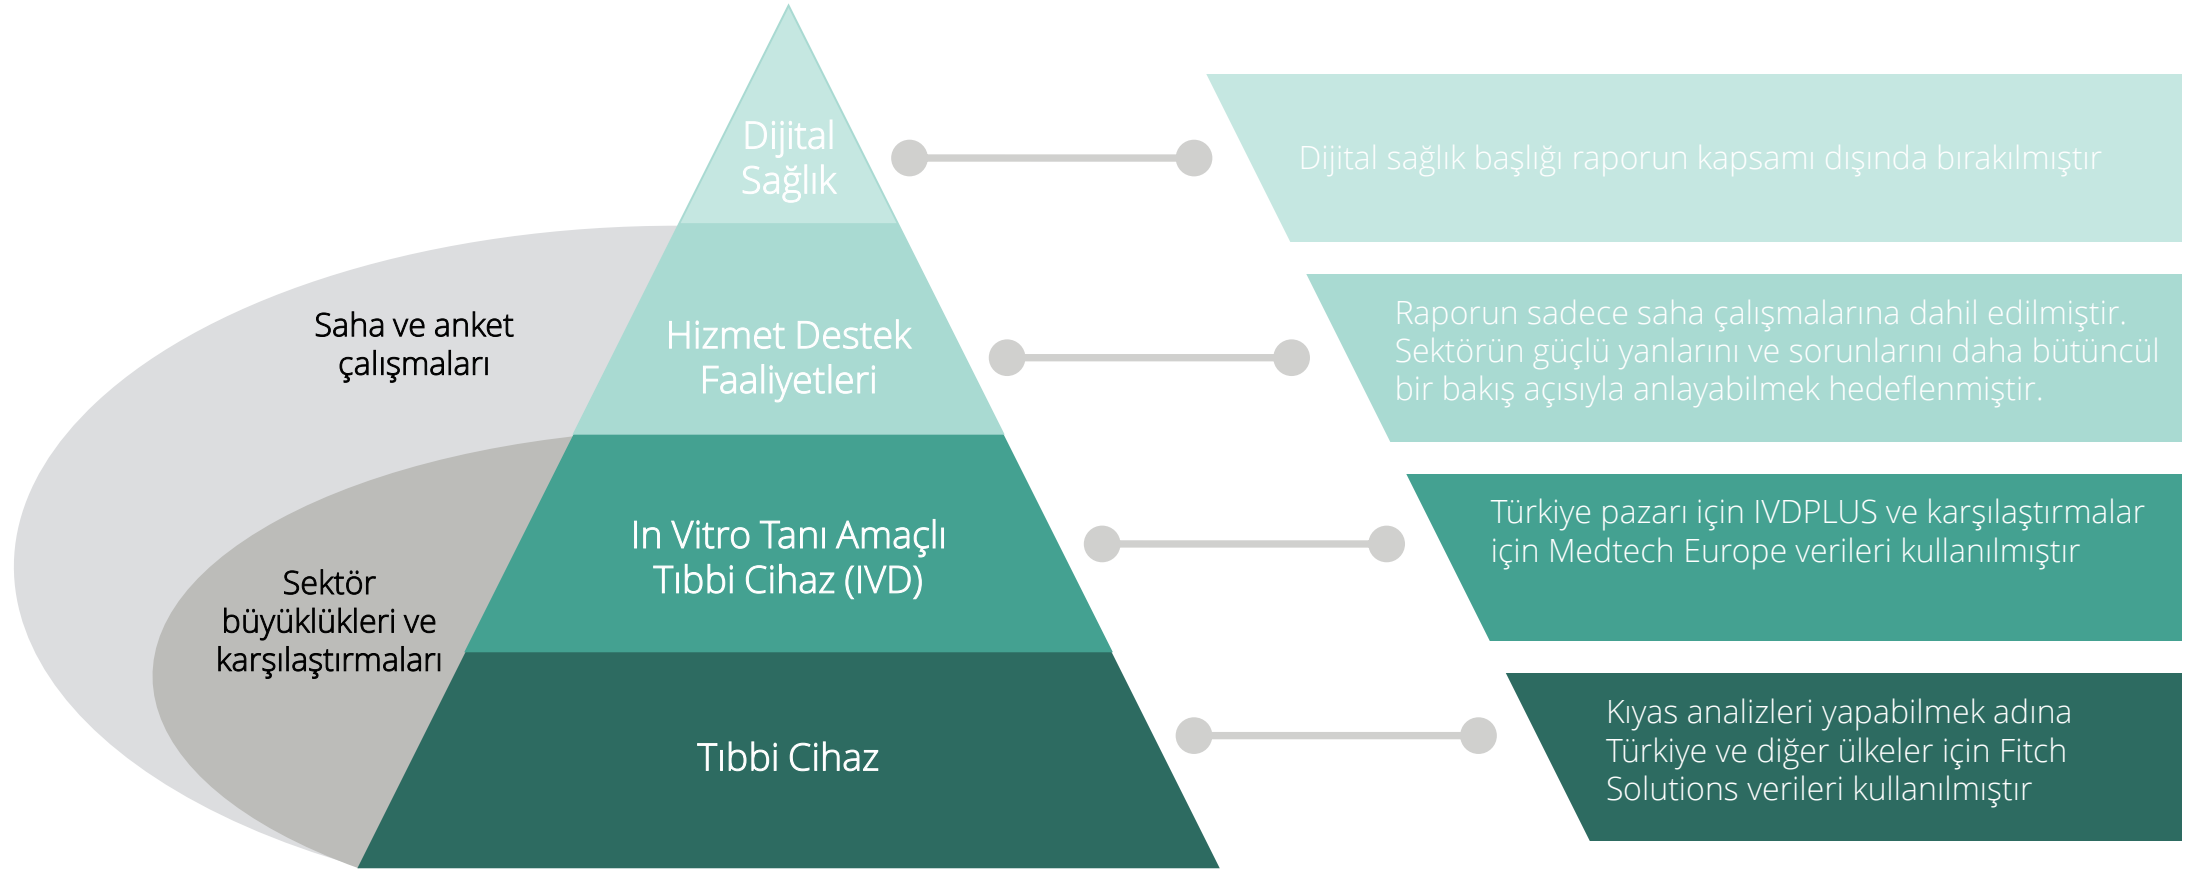 Dijital
Sağlık
Dijital sağlık başlığı raporun kapsamı dışında bırakılmıştır
Saha ve anket
çalışmaları
Hizmet Destek
Faaliyetleri
Raporun sadece saha çalışmalarına dahil edilmiştir.
Sektörün güçlü yanlarını ve sorunlarını daha bütüncül
bir bakış açısıyla anlayabilmek hedeflenmiştir.
Sektör
büyüklükleri ve
karşılaştırmaları
In Vitro Tanı Amaçlı
Tıbbi Cihaz (IVD)
Türkiye pazarı için IVDPLUS ve karşılaştırmalar
için Medtech Europe verileri kullanılmıştır
Tıbbi Cihaz
Kıyas analizleri yapabilmek adına
Türkiye ve diğer ülkeler için Fitch
Solutions verileri kullanılmıştır